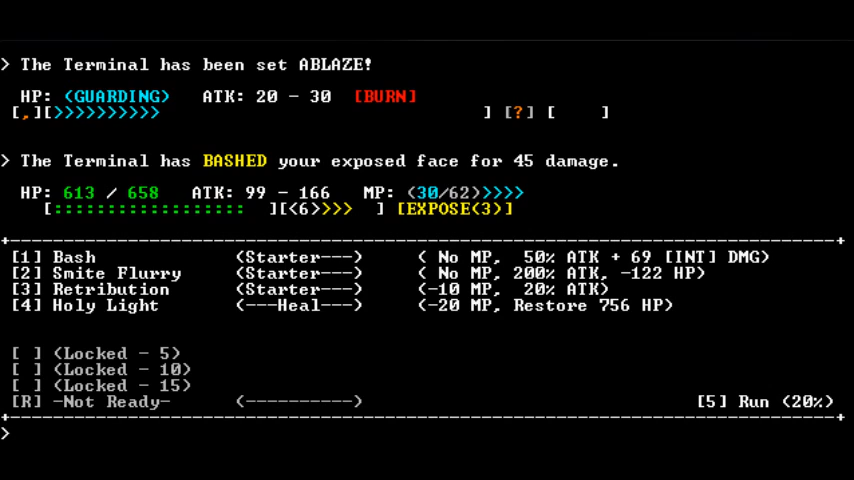 > The Terminal has been set ABLAZE!
HP: (GUARDING)   ATK: 20 - 30  [BURN]
[,][>>>>>>>>>>                                        ] [?] [    ]
> The Terminal has BASHED your exposed face for 45 damage.
HP: 613 / 658   ATK: 99 - 166   MP: (30/62)>>>>
[::::::::::::::::::  ][<6>>>>  ] [EXPOSE(3)]
+------------------------------------------------------------------------------------------------------+
[1] Bash             (Starter---)      ( No MP,  50% ATK + 69 [INT] DMG)
[2] Smite Flurry     (Starter---)      ( No MP, 200% ATK, -122 HP)
[3] Retribution      (Starter---)      (-10 MP,  20% ATK)
[4] Holy Light       (---Heal---)      (-20 MP, Restore 756 HP)
[ ] (Locked - 5)
[ ] (Locked - 10)
[ ] (Locked - 15)
[R] -Not Ready-      (----------)                                  [5] Run (20%)
+------------------------------------------------------------------------------------------------------+
>